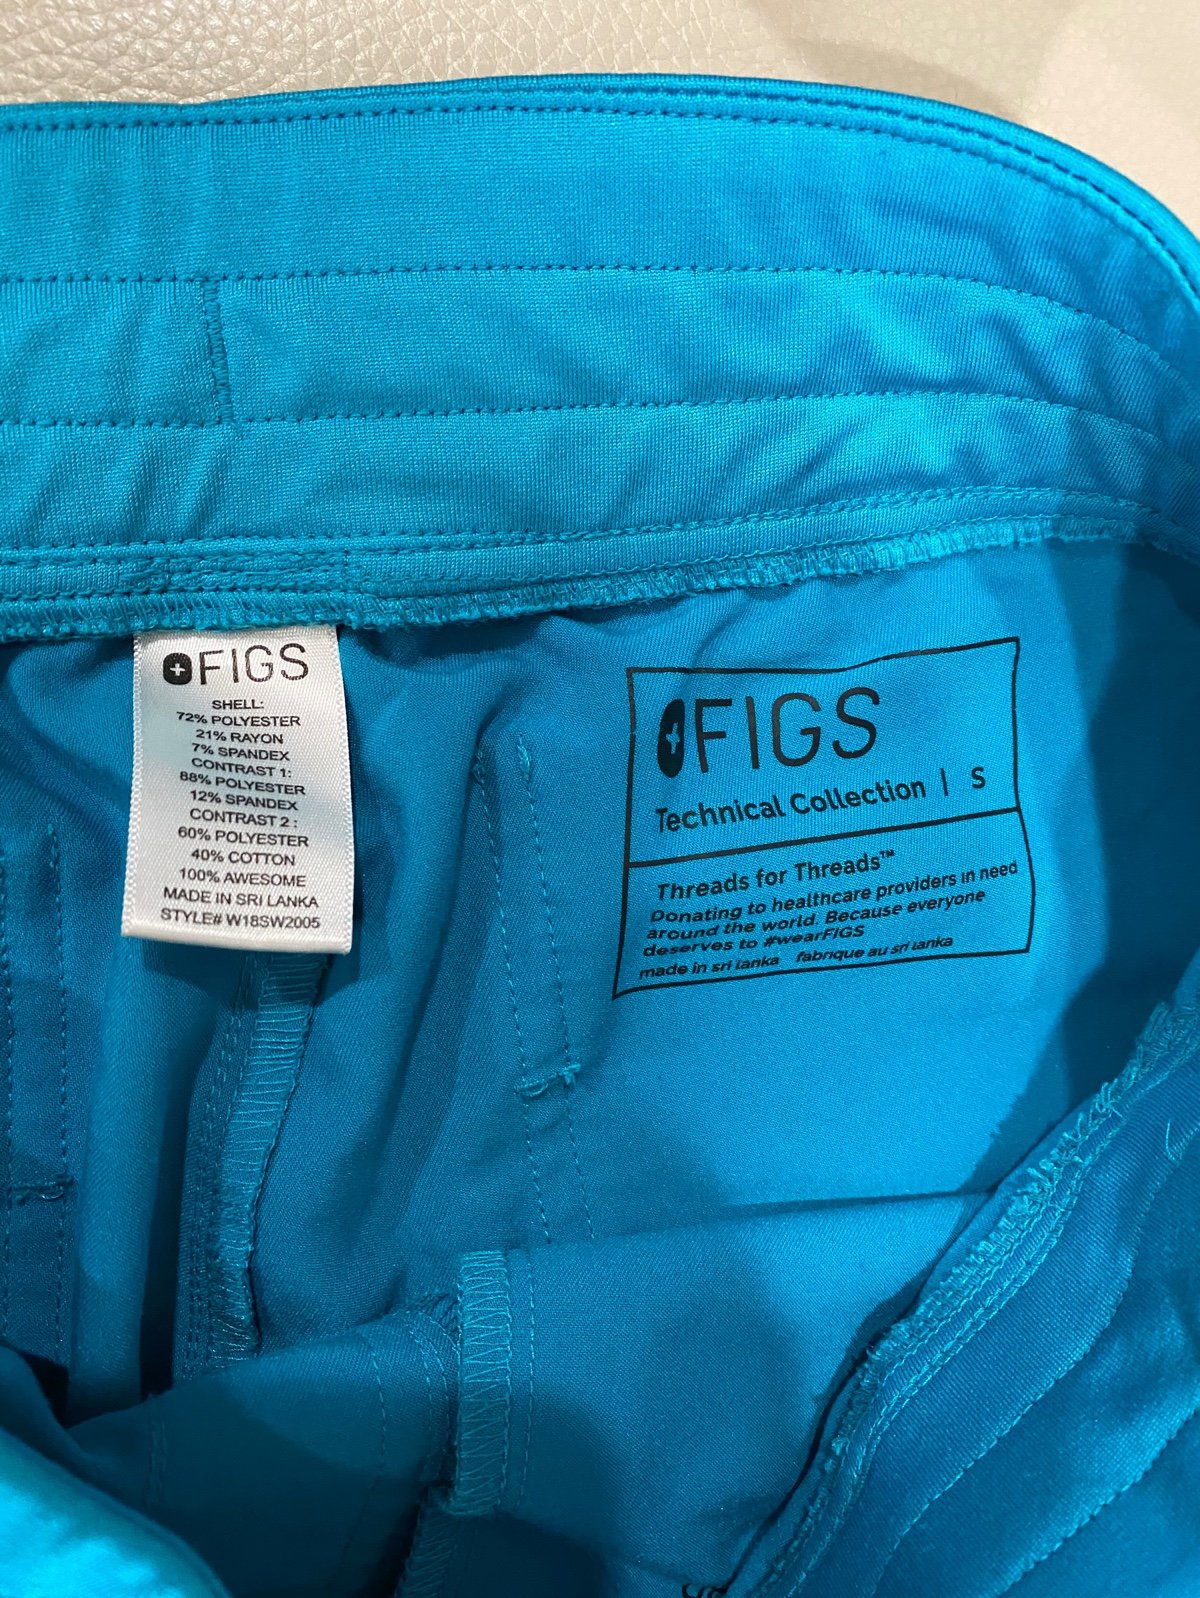 FIGS
SHELL:
72% POLYESTER
21% RAYON
7% SPANDEX
CONTRAST 1:
88% POLYESTER
12% SPANDEX
CONTRAST 2 :
60% POLYESTER
40% COTTON
100% AWESOME
MADE IN SRI LANKA
STYLE# W18SW2005
FIGS
Technical Collection | S
Threads for Threads™
Donating to healthcare providers in need
around the world. Because everyone
deserves to #wearFIGS
made in sri lanka fabrique au sri lanka